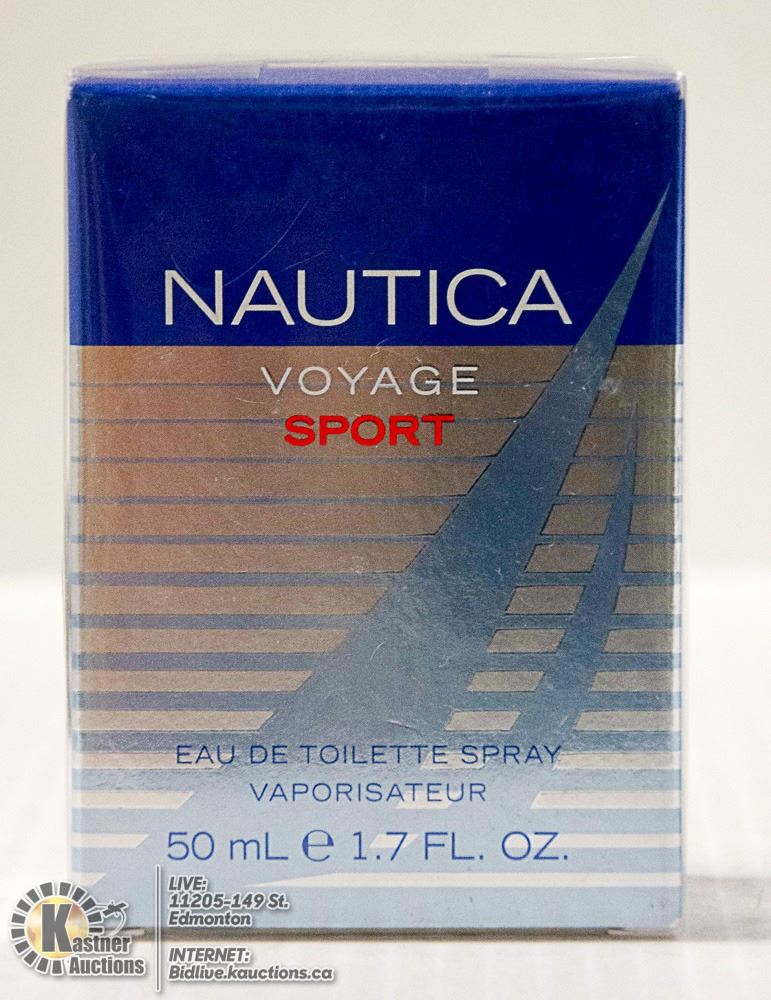 NAUTICA
VOYAGE
SPORT
EAU DE TOILETTE SPRAY
VAPORISATEUR
50 mL ℮ 1.7 FL. OZ.
Kastner
Auctions
LIVE:
11205-149 St.
Edmonton
INTERNET:
Bidlive.kauctions.ca